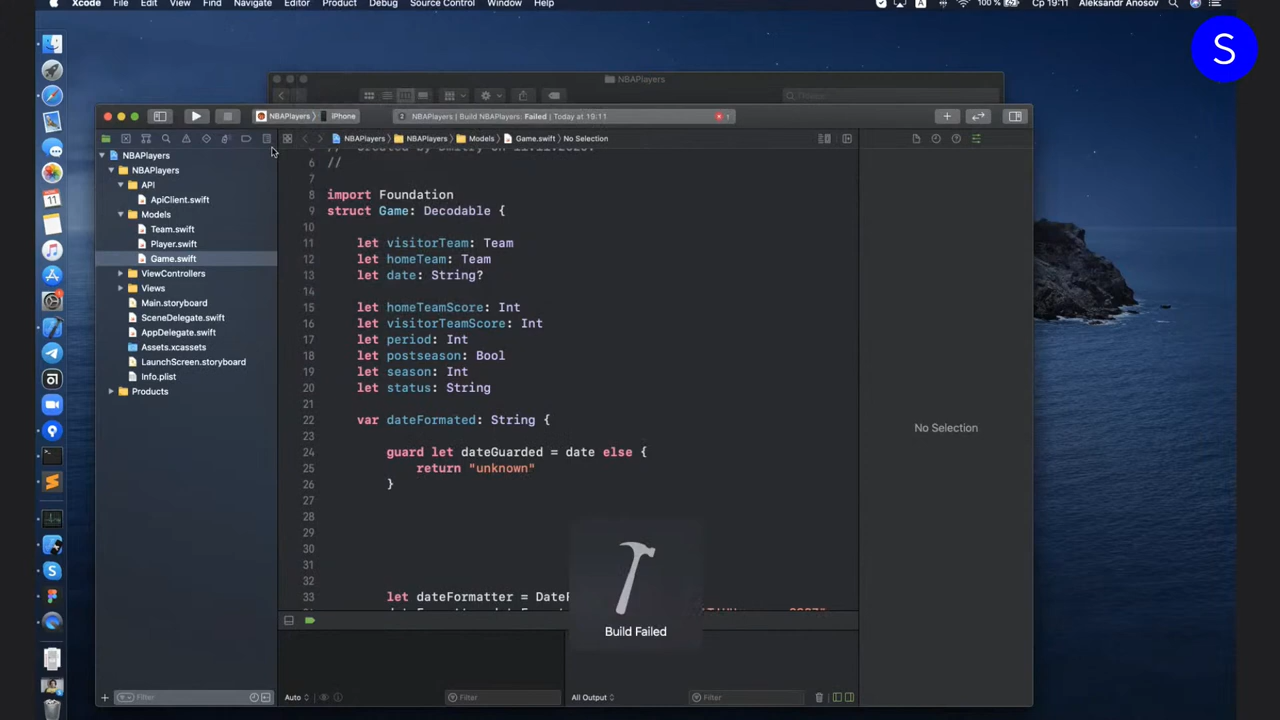 Xcode File Edit View Find Navigate Editor Product Debug Source Control Window Help
100 % Ср 19:11 Aleksandr Anosov
S
NBAPlayers
NBAPlayers iPhone
NBAPlayers | Build NBAPlayers: Failed | Today at 19:11
1
NBAPlayers NBAPlayers Models Game.swift No Selection
NBAPlayers
NBAPlayers
API
ApiClient.swift
Models
Team.swift
Player.swift
Game.swift
ViewControllers
Views
Main.storyboard
SceneDelegate.swift
AppDelegate.swift
Assets.xcassets
LaunchScreen.storyboard
Info.plist
Products
Filter
6 //
7
8 import Foundation
9 struct Game: Decodable {
10
11 let visitorTeam: Team
12 let homeTeam: Team
13 let date: String?
14
15 let homeTeamScore: Int
16 let visitorTeamScore: Int
17 let period: Int
18 let postseason: Bool
19 let season: Int
20 let status: String
21
22 var dateFormated: String {
23
24 guard let dateGuarded = date else {
25 return "unknown"
26 }
27
28
29
30
31
32
33 let dateFormatter = DateF
Build Failed
No Selection
Auto
Filter
All Output
Filter